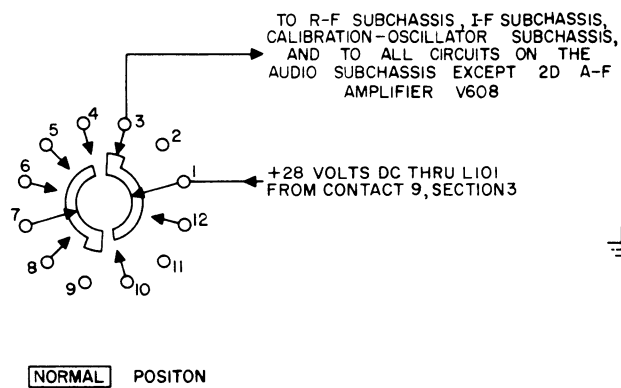 TO R-F SUBCHASSIS, I-F SUBCHASSIS,
CALIBRATION-OSCILLATOR SUBCHASSIS,
AND TO ALL CIRCUITS ON THE
AUDIO SUBCHASSIS EXCEPT 2D A-F
AMPLIFIER V608
4
3
5
2
6
1
+28 VOLTS DC THRU L101
FROM CONTACT 9, SECTION 3
7
12
8
11
9
10
NORMAL POSITON